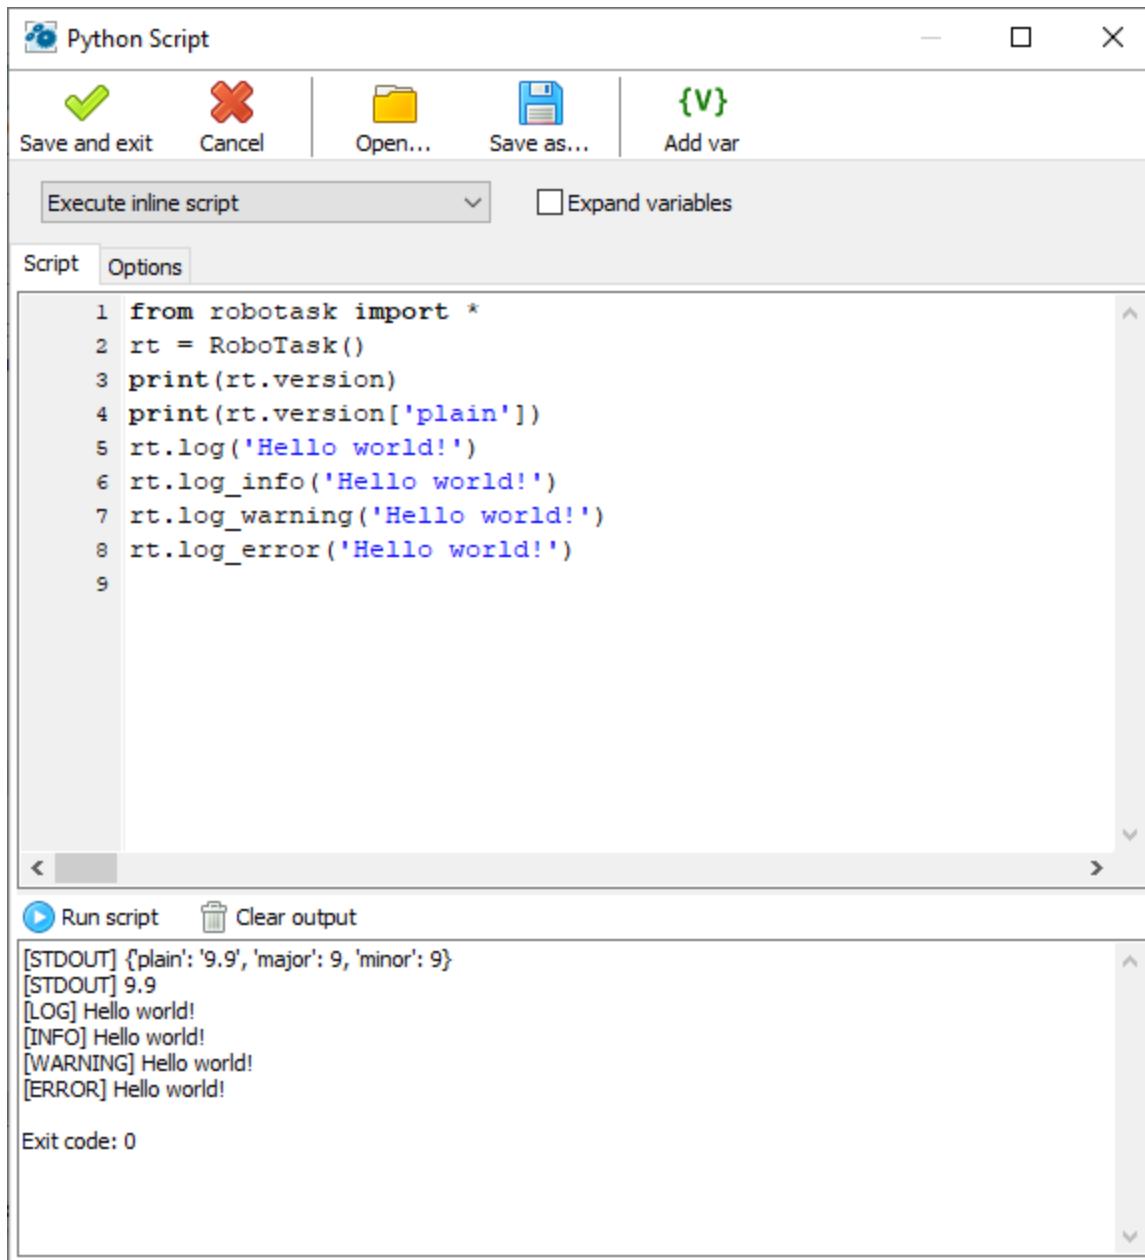 Python Script
Save and exit Cancel Open... Save as... {V} Add var
Execute inline script Expand variables
Script Options
1 from robotask import *
2 rt = RoboTask()
3 print(rt.version)
4 print(rt.version['plain'])
5 rt.log('Hello world!')
6 rt.log_info('Hello world!')
7 rt.log_warning('Hello world!')
8 rt.log_error('Hello world!')
9
Run script Clear output
[STDOUT] {'plain': '9.9', 'major': 9, 'minor': 9}
[STDOUT] 9.9
[LOG] Hello world!
[INFO] Hello world!
[WARNING] Hello world!
[ERROR] Hello world!
Exit code: 0